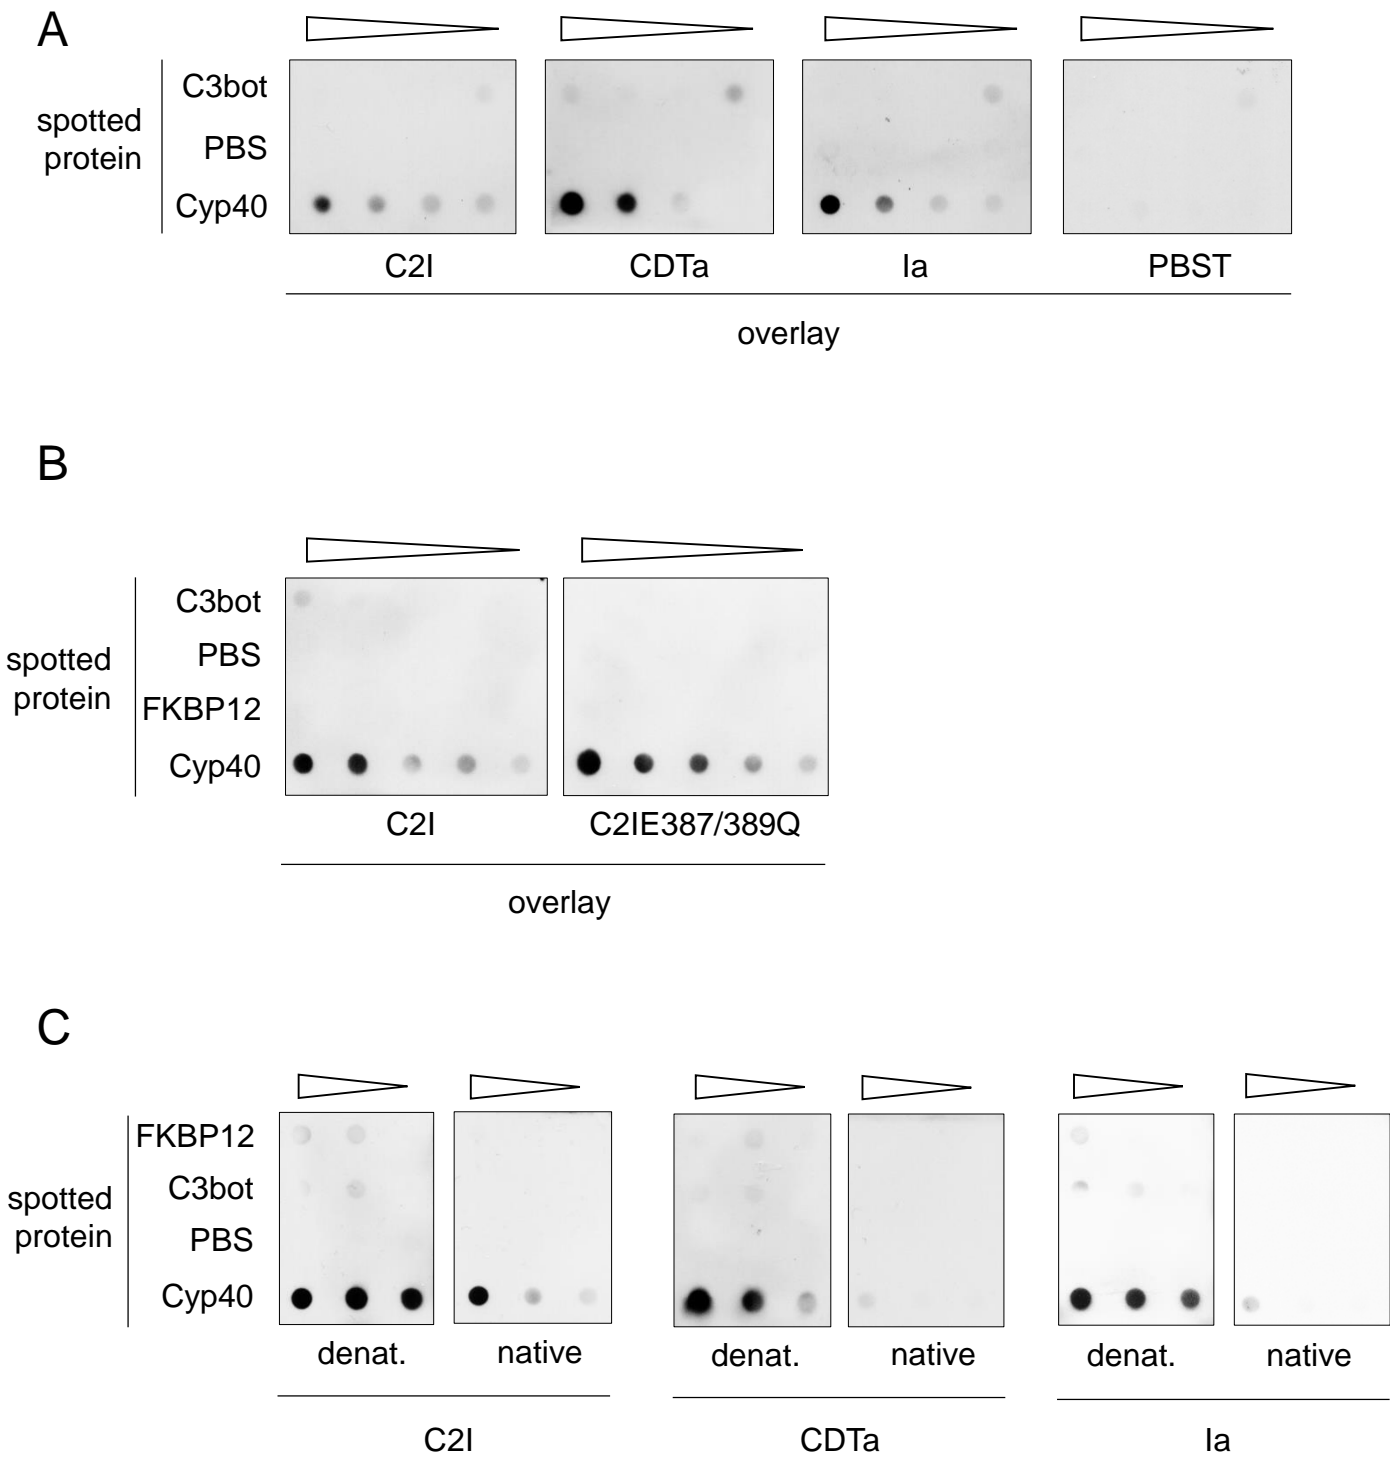 A
spotted
protein
C3bot
PBS
Cyp40
C2I
CDTa
Ia
PBST
overlay
B
spotted
protein
C3bot
PBS
FKBP12
Cyp40
C2I
C2IE387/389Q
overlay
C
spotted
protein
FKBP12
C3bot
PBS
Cyp40
denat.
native
denat.
native
denat.
native
C2I
CDTa
Ia